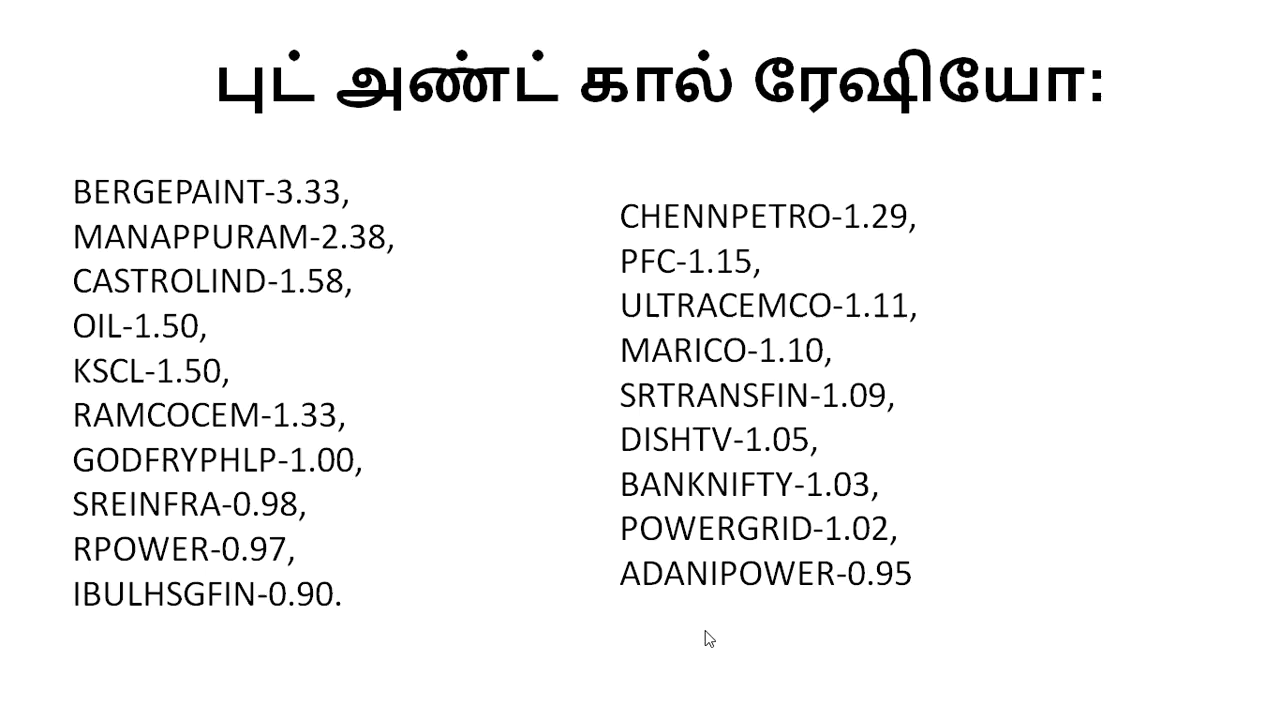 புட் அண்ட் கால் ரேஷியோ:
BERGEPAINT-3.33,
MANAPPURAM-2.38,
CASTROLIND-1.58,
OIL-1.50,
KSCL-1.50,
RAMCOCEM-1.33,
GODFRYPHLP-1.00,
SREINFRA-0.98,
RPOWER-0.97,
IBULHSGFIN-0.90.
CHENNPETRO-1.29,
PFC-1.15,
ULTRACEMCO-1.11,
MARICO-1.10,
SRTRANSFIN-1.09,
DISHTV-1.05,
BANKNIFTY-1.03,
POWERGRID-1.02,
ADANIPOWER-0.95